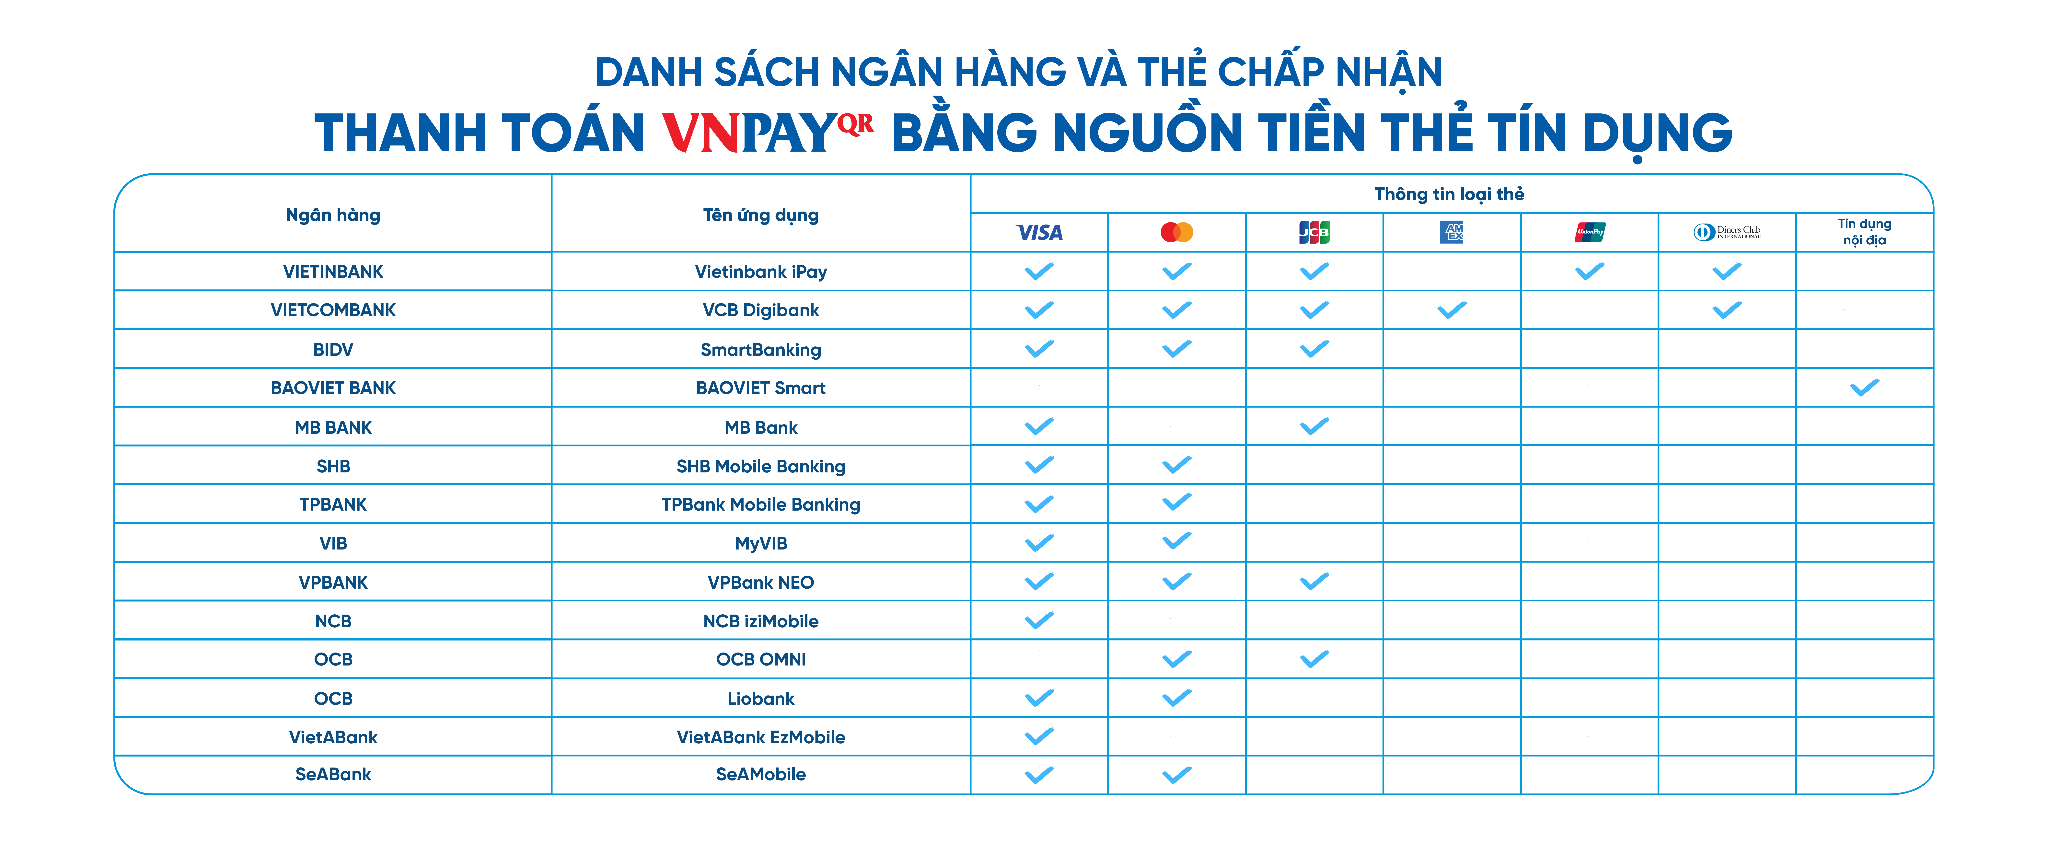 DANH SÁCH NGÂN HÀNG VÀ THẺ CHẤP NHẬN
THANH TOÁN VNPAYQR BẰNG NGUỒN TIỀN THẺ TÍN DỤNG
Ngân hàng Tên ứng dụng Thông tin loại thẻ
VISA JCB AMEX UnionPay Diners Club INTERNATIONAL Tín dụng nội địa
VIETINBANK Vietinbank iPay ✓ ✓ ✓ ✓ ✓
VIETCOMBANK VCB Digibank ✓ ✓ ✓ ✓ ✓
BIDV SmartBanking ✓ ✓ ✓
BAOVIET BANK BAOVIET Smart ✓
MB BANK MB Bank ✓ ✓
SHB SHB Mobile Banking ✓ ✓
TPBANK TPBank Mobile Banking ✓ ✓
VIB MyVIB ✓ ✓
VPBANK VPBank NEO ✓ ✓ ✓
NCB NCB iziMobile ✓
OCB OCB OMNI ✓ ✓
OCB Liobank ✓ ✓
VietABank VietABank EzMobile ✓
SeABank SeAMobile ✓ ✓